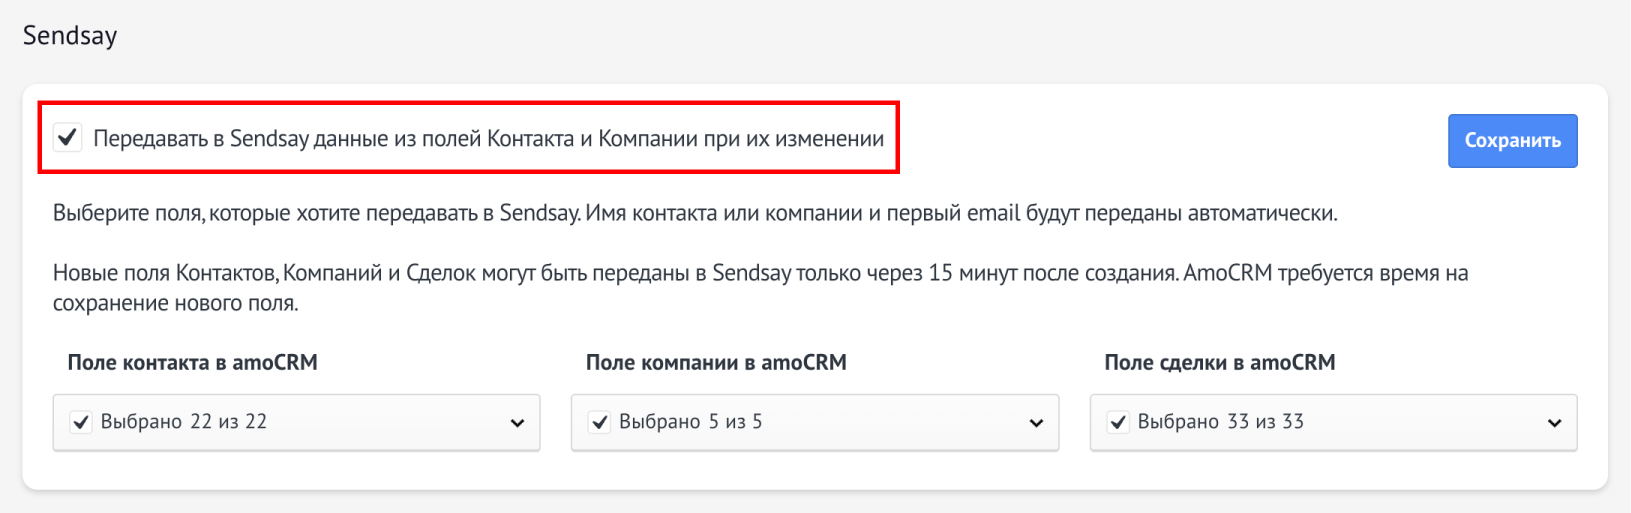 Sendsay
Передавать в Sendsay данные из полей Контакта и Компании при их изменении
Сохранить
Выберите поля, которые хотите передавать в Sendsay. Имя контакта или компании и первый email будут переданы автоматически.
Новые поля Контактов, Компаний и Сделок могут быть переданы в Sendsay только через 15 минут после создания. AmoCRM требуется время на
сохранение нового поля.
Поле контакта в amoCRM
Поле компании в amoCRM
Поле сделки в amoCRM
Выбрано 22 из 22
Выбрано 5 из 5
Выбрано 33 из 33